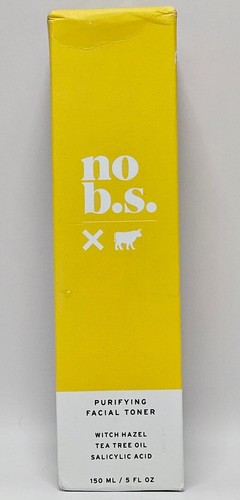 no
b.s.
PURIFYING
FACIAL TONER
WITCH HAZEL
TEA TREE OIL
SALICYLIC ACID
150 ML / 5 FL OZ